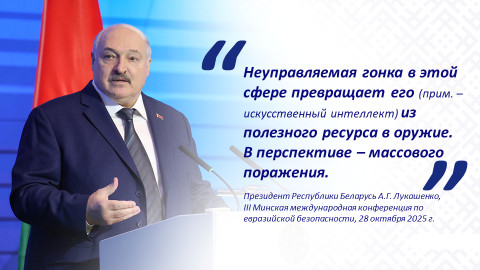 “
Неуправляемая гонка в этой
сфере превращает его (прим. –
искусственный интеллект) из
полезного ресурса в оружие.
В перспективе – массового
поражения.
”
Президент Республики Беларусь А.Г. Лукашенко,
III Минская международная конференция по
евразийской безопасности, 28 октября 2025 г.